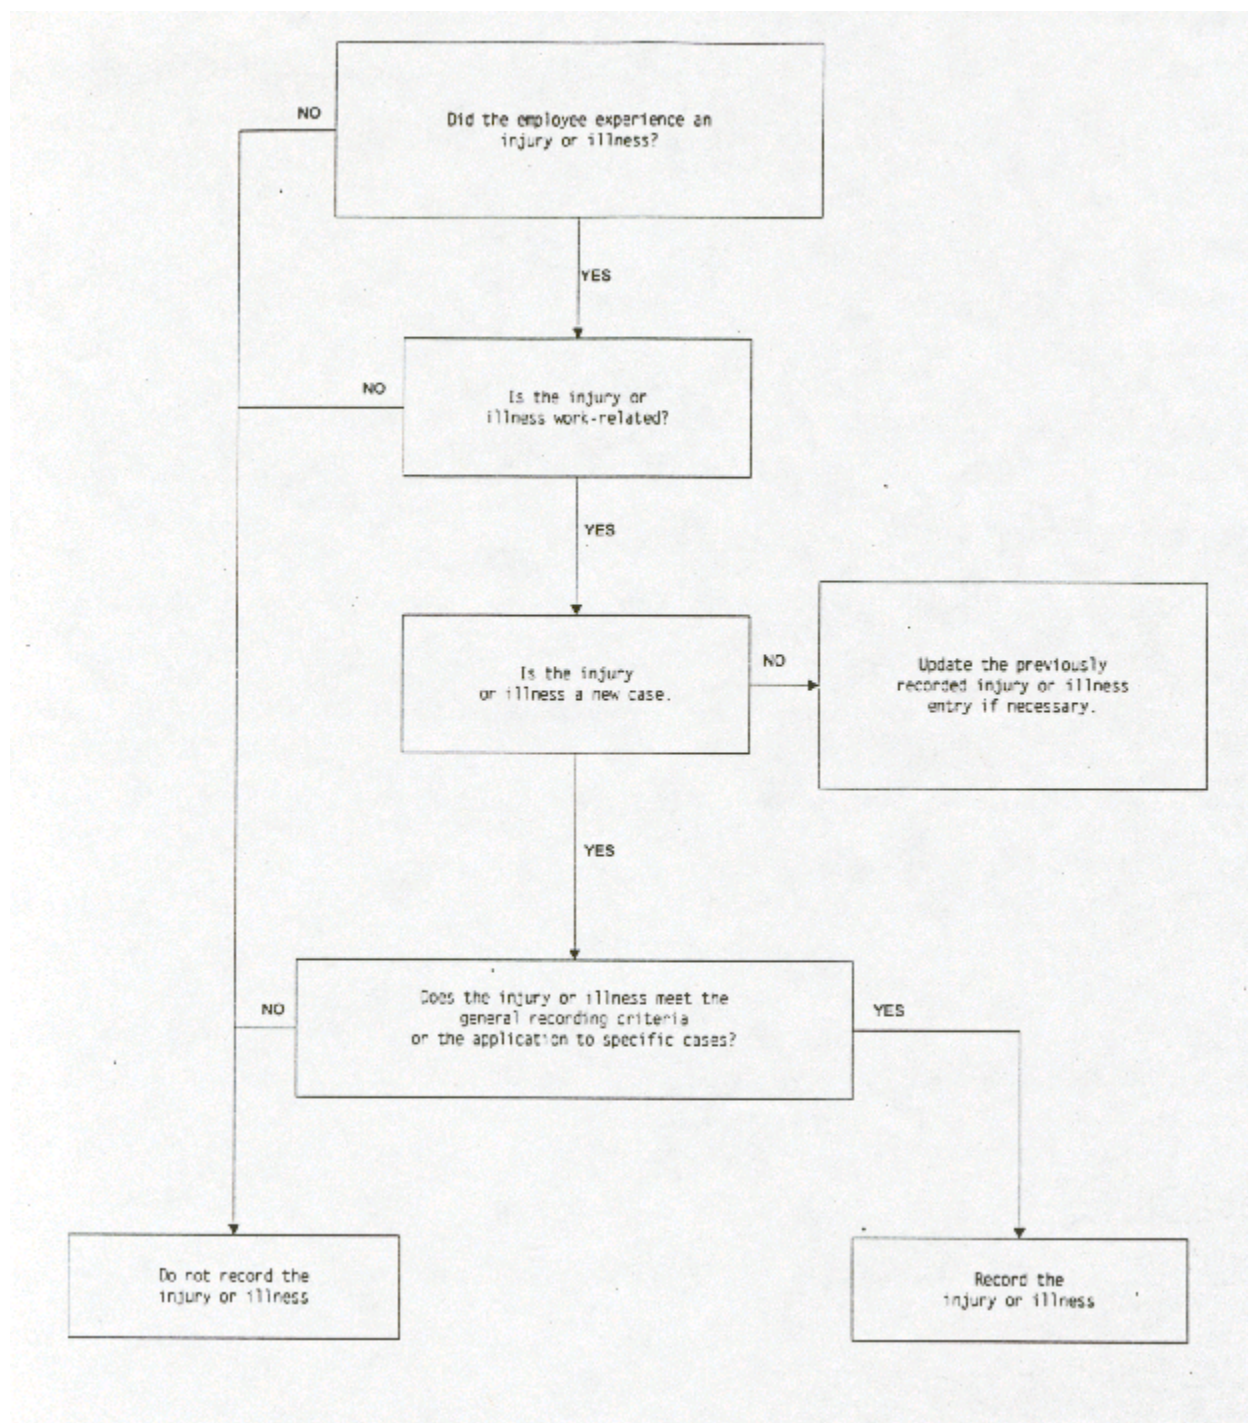 NO
Did the employee experience an
injury or illness?
YES
NO
Is the injury or
illness work-related?
YES
Is the injury
or illness a new case.
NO
Update the previously
recorded injury or illness
entry if necessary.
YES
NO
Does the injury or illness meet the
general recording criteria
or the application to specific cases?
YES
Do not record the
injury or illness
Record the
injury or illness